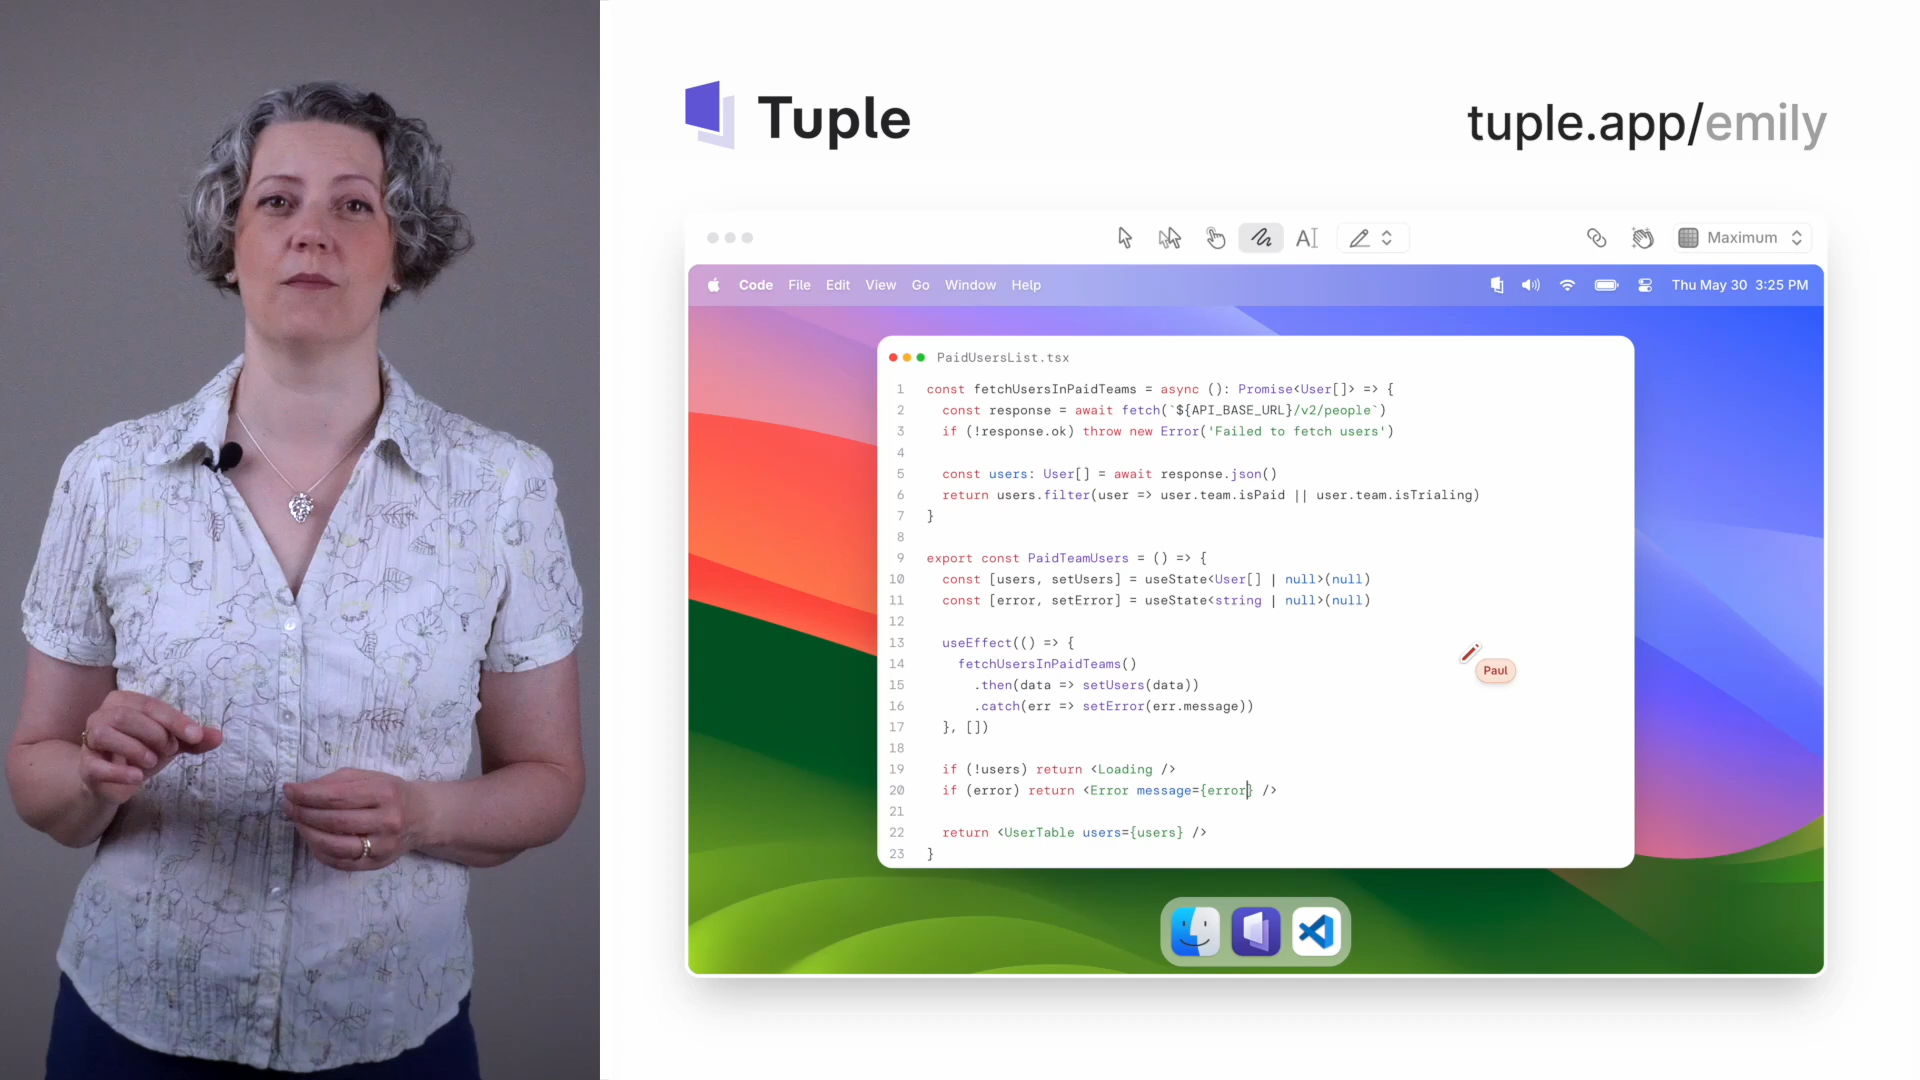 Tuple
tuple.app/emily
Maximum
Code File Edit View Go Window Help
Thu May 30 3:25 PM
PaidUsersList.tsx
1 const fetchUsersInPaidTeams = async (): Promise<User[]> => {
2 const response = await fetch(`${API_BASE_URL}/v2/people`)
3 if (!response.ok) throw new Error('Failed to fetch users')
4
5 const users: User[] = await response.json()
6 return users.filter(user => user.team.isPaid || user.team.isTrialing)
7 }
8
9 export const PaidTeamUsers = () => {
10 const [users, setUsers] = useState<User[] | null>(null)
11 const [error, setError] = useState<string | null>(null)
12
13 useEffect(() => {
14 fetchUsersInPaidTeams()
15 .then(data => setUsers(data))
16 .catch(err => setError(err.message))
17 }, [])
18
19 if (!users) return <Loading />
20 if (error) return <Error message={error} />
21
22 return <UserTable users={users} />
23 }
Paul